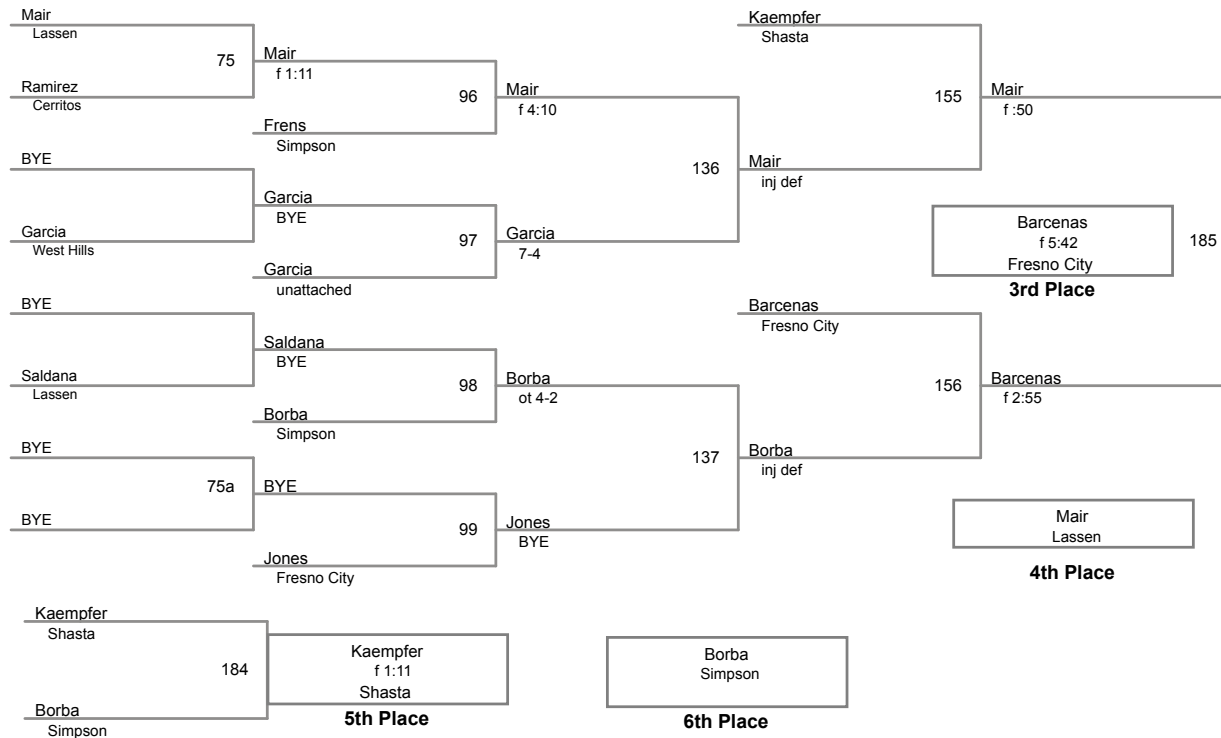 Mair
Lassen
75
Ramirez
Cerritos
Mair
f 1:11
96
Frens
Simpson
Mair
f 4:10
BYE
Garcia
West Hills
Garcia
BYE
97
Garcia
unattached
Garcia
7-4
136
Mair
inj def
Kaempfer
Shasta
155
Mair
f :50
Barcenas
f 5:42
Fresno City
185
3rd Place
BYE
Saldana
Lassen
Saldana
BYE
98
Borba
Simpson
Borba
ot 4-2
BYE
75a
BYE
BYE
99
Jones
Fresno City
Jones
BYE
137
Borba
inj def
Barcenas
Fresno City
156
Barcenas
f 2:55
Mair
Lassen
4th Place
Kaempfer
Shasta
184
Borba
Simpson
Kaempfer
f 1:11
Shasta
5th Place
Borba
Simpson
6th Place